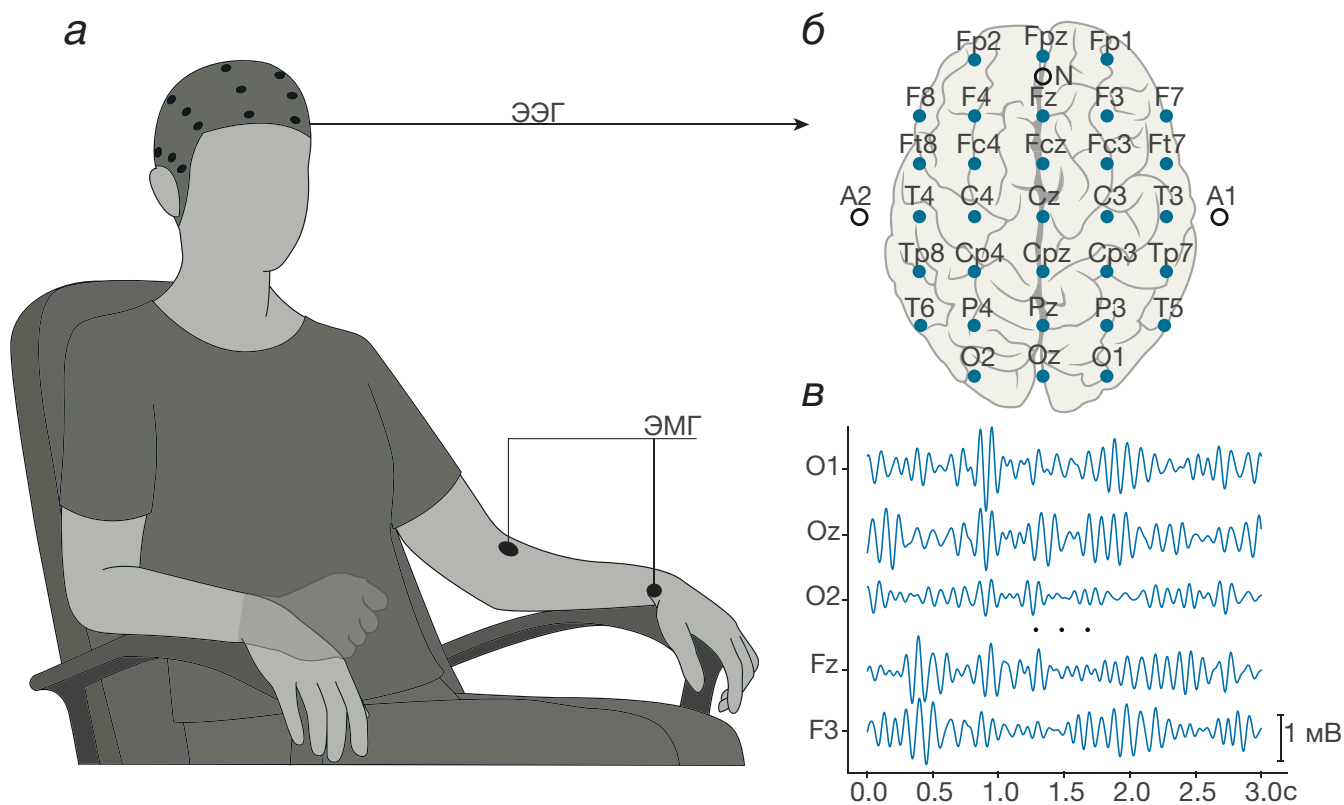 а
ЭЭГ
ЭМГ
б
Fp2 Fpz Fp1
N
F8 F4 Fz F3 F7
Ft8 Fc4 Fcz Fc3 Ft7
A2 T4 C4 Cz C3 T3 A1
Tp8 Cp4 Cpz Cp3 Tp7
T6 P4 Pz P3 T5
O2 Oz O1
в
O1
Oz
O2
. . .
Fz
F3
1 мВ
0.0 0.5 1.0 1.5 2.0 2.5 3.0с